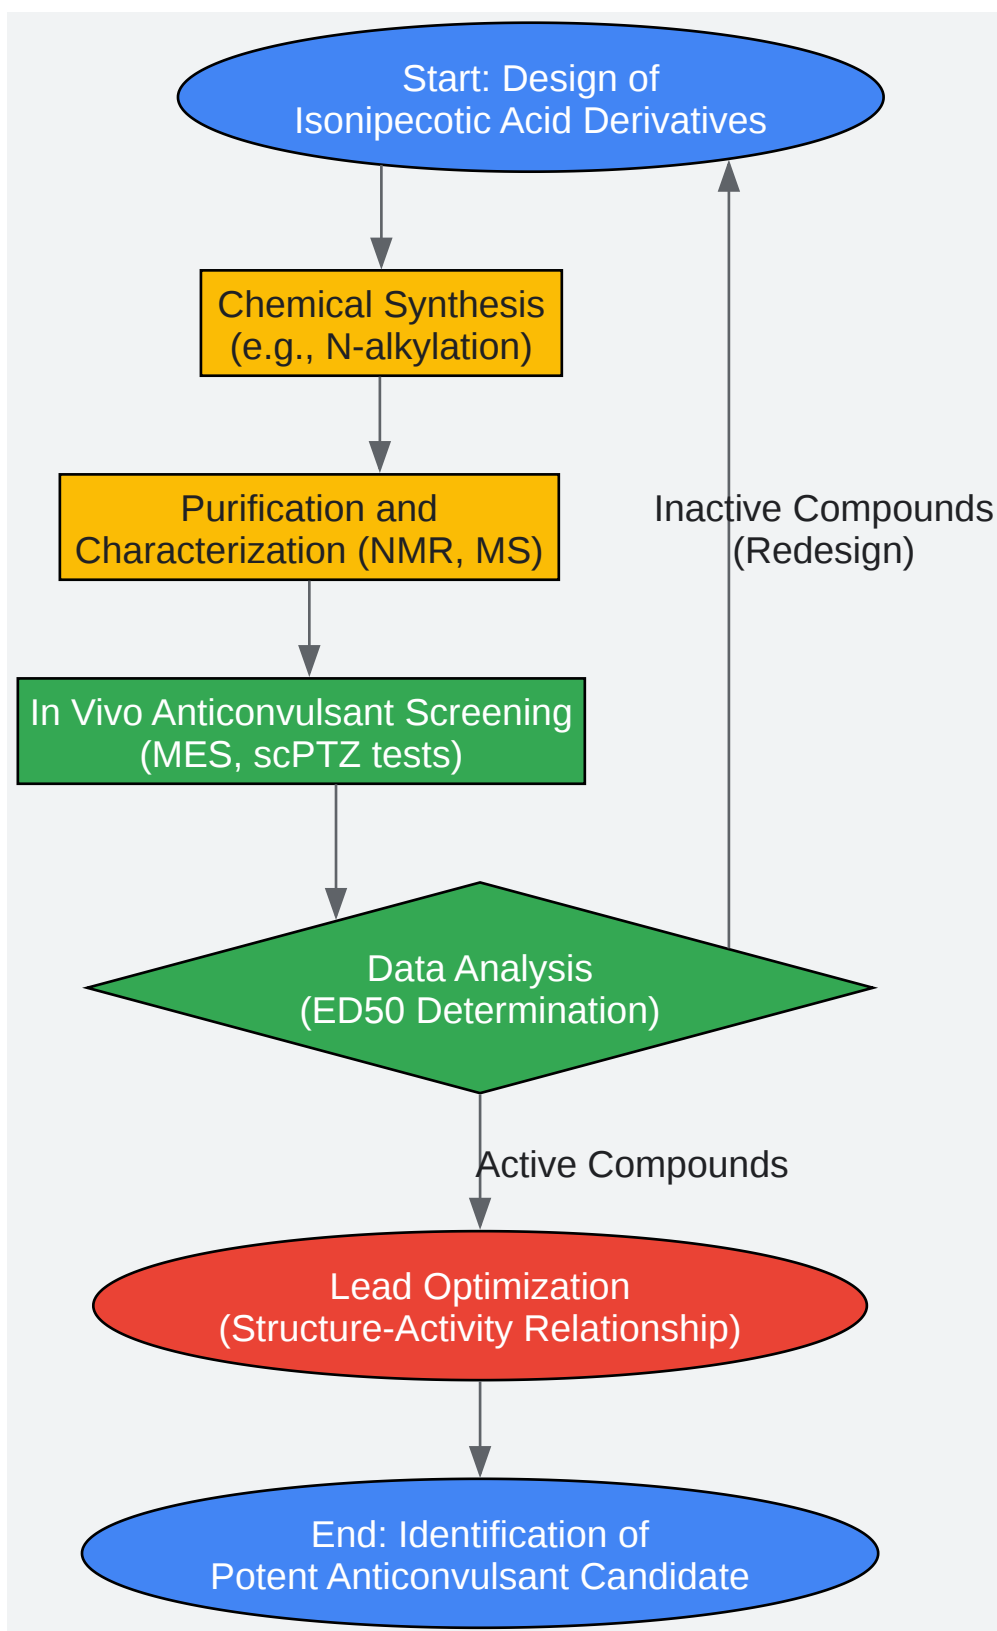 Start: Design of
Isonipecotic Acid Derivatives
Chemical Synthesis
(e.g., N-alkylation)
Purification and
Characterization (NMR, MS)
Inactive Compounds
(Redesign)
In Vivo Anticonvulsant Screening
(MES, scPTZ tests)
Data Analysis
(ED50 Determination)
Active Compounds
Lead Optimization
(Structure-Activity Relationship)
End: Identification of
Potent Anticonvulsant Candidate